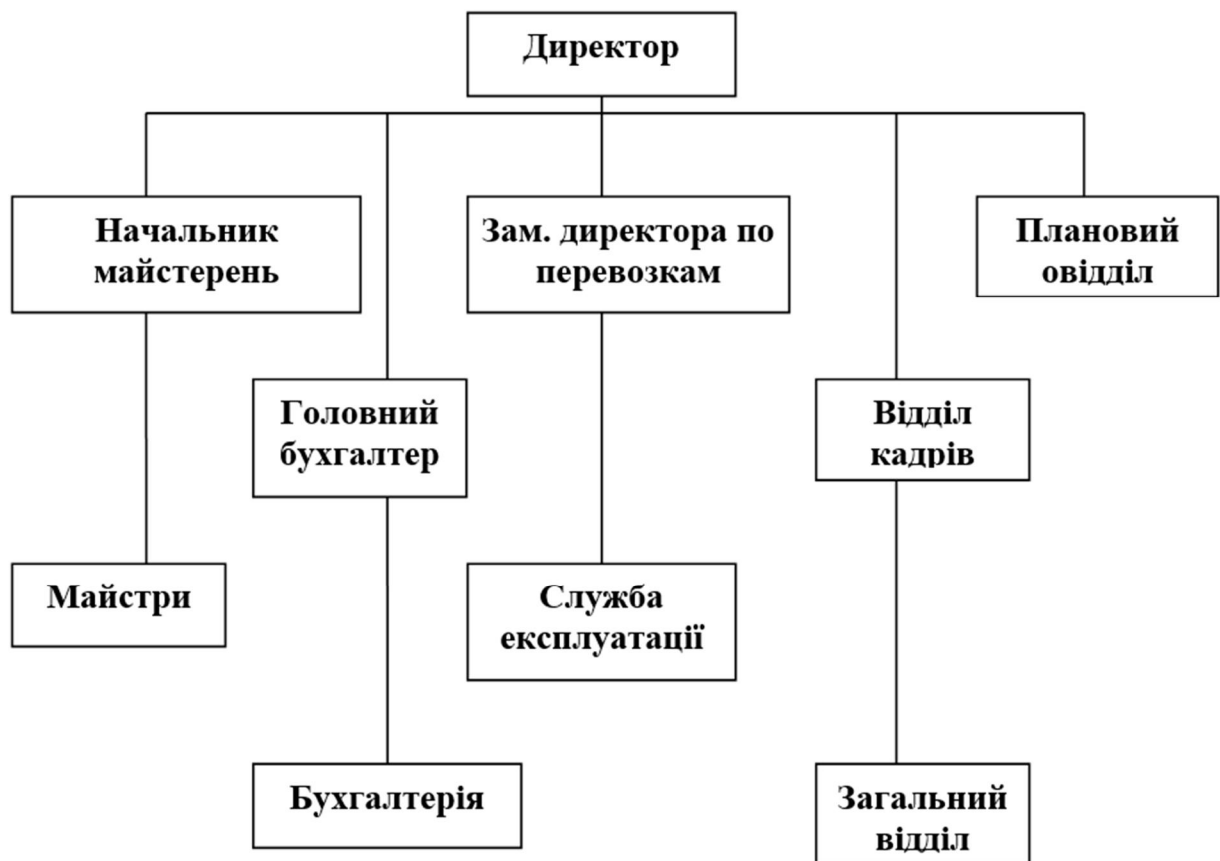 Директор
Начальник
майстерень
Зам. директора по
перевозкам
Плановий
овідділ
Головний
бухгалтер
Відділ
кадрів
Майстри
Служба
експлуатації
Бухгалтерія
Загальний
відділ